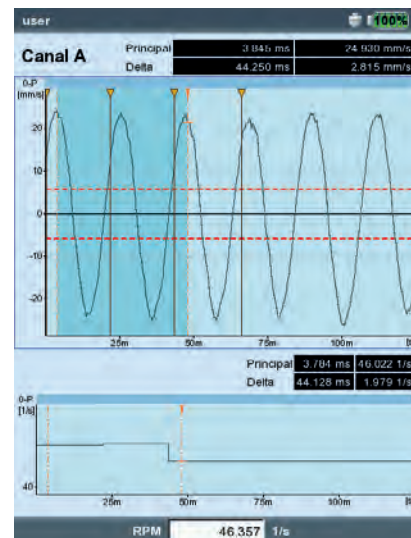 user 100%
Canal A
Principal 3.845 ms 24.930 mm/s
Delta 44.250 ms 2.815 mm/s
0-P
[mm/s]
20
10
0
-10
-20
25m 50m 75m 100m
Principal 3.784 ms 46.022 1/s
Delta 44.128 ms 1.979 1/s
0-P
[1/s]
40
25m 50m 75m 100m
RPM 46.357 1/s